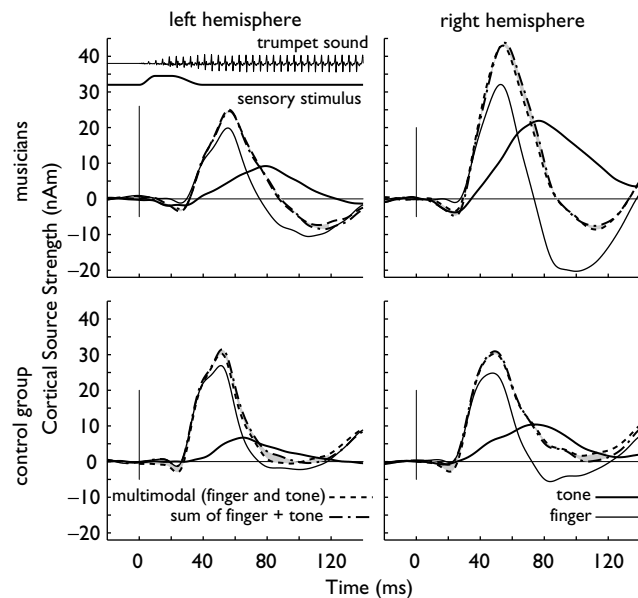 left hemisphere
right hemisphere
trumpet sound
sensory stimulus
musicians
control group
Cortical Source Strength (nAm)
40
30
20
10
0
−10
−20
40
30
20
10
0
−10
−20
multimodal (finger and tone)
sum of finger + tone
tone
finger
0 40 80 120
0 40 80 120
Time (ms)